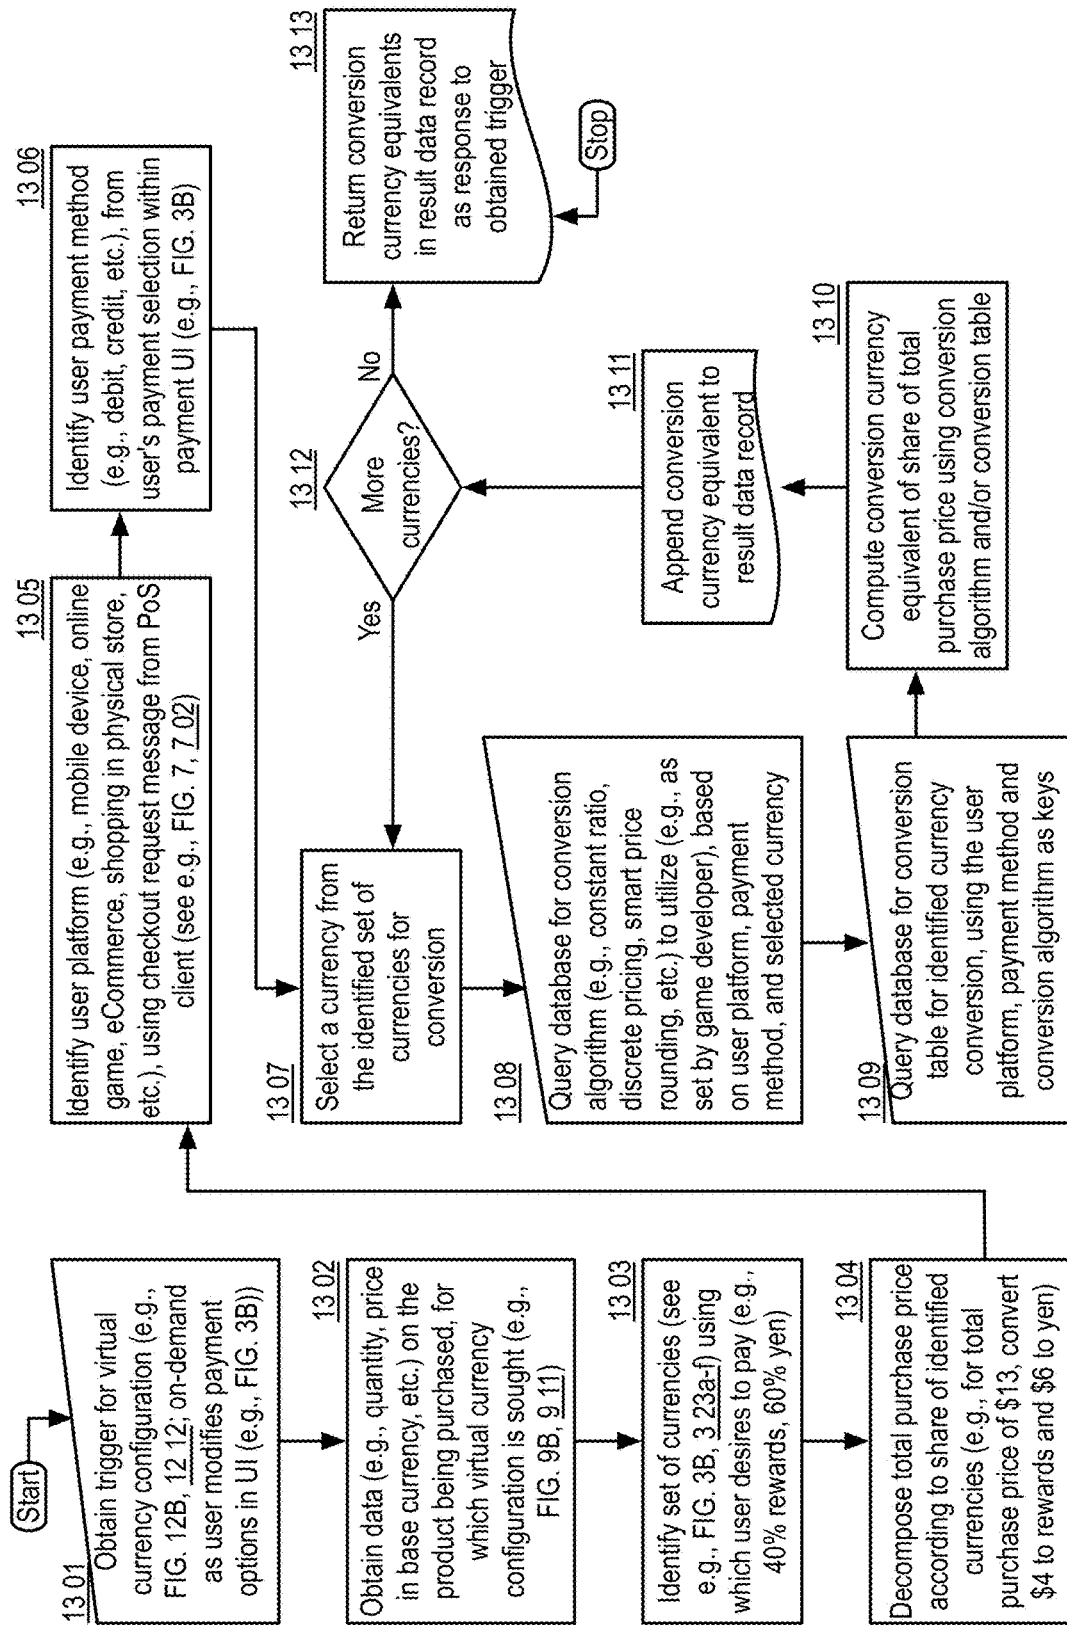 Start
13 01
Obtain trigger for virtual
currency configuration (e.g.,
FIG. 12B, 12 12; on-demand
as user modifies payment
options in UI (e.g., FIG. 3B))
13 02
Obtain data (e.g., quantity, price
in base currency, etc.) on the
product being purchased, for
which virtual currency
configuration is sought (e.g.,
FIG. 9B, 9 11)
13 03
Identify set of currencies (see
e.g., FIG. 3B, 3 23a-f) using
which user desires to pay (e.g.,
40% rewards, 60% yen)
13 04
Decompose total purchase price
according to share of identified
currencies (e.g., for total
purchase price of $13, convert
$4 to rewards and $6 to yen)
13 05
Identify user platform (e.g., mobile device, online
game, eCommerce, shopping in physical store,
etc.), using checkout request message from PoS
client (see e.g., FIG. 7, 7 02)
13 06
Identify user payment method
(e.g., debit, credit, etc.), from
user's payment selection within
payment UI (e.g., FIG. 3B)
13 07
Select a currency from
the identified set of
currencies for
conversion
13 08
Query database for conversion
algorithm (e.g., constant ratio,
discrete pricing, smart price
rounding, etc.) to utilize (e.g., as
set by game developer), based
on user platform, payment
method, and selected currency
13 09
Query database for conversion
table for identified currency
conversion, using the user
platform, payment method and
conversion algorithm as keys
13 10
Compute conversion currency
equivalent of share of total
purchase price using conversion
algorithm and/or conversion table
13 11
Append conversion
currency equivalent to
result data record
13 12
More
currencies?
Yes
No
13 13
Return conversion
currency equivalents
in result data record
as response to
obtained trigger
Stop